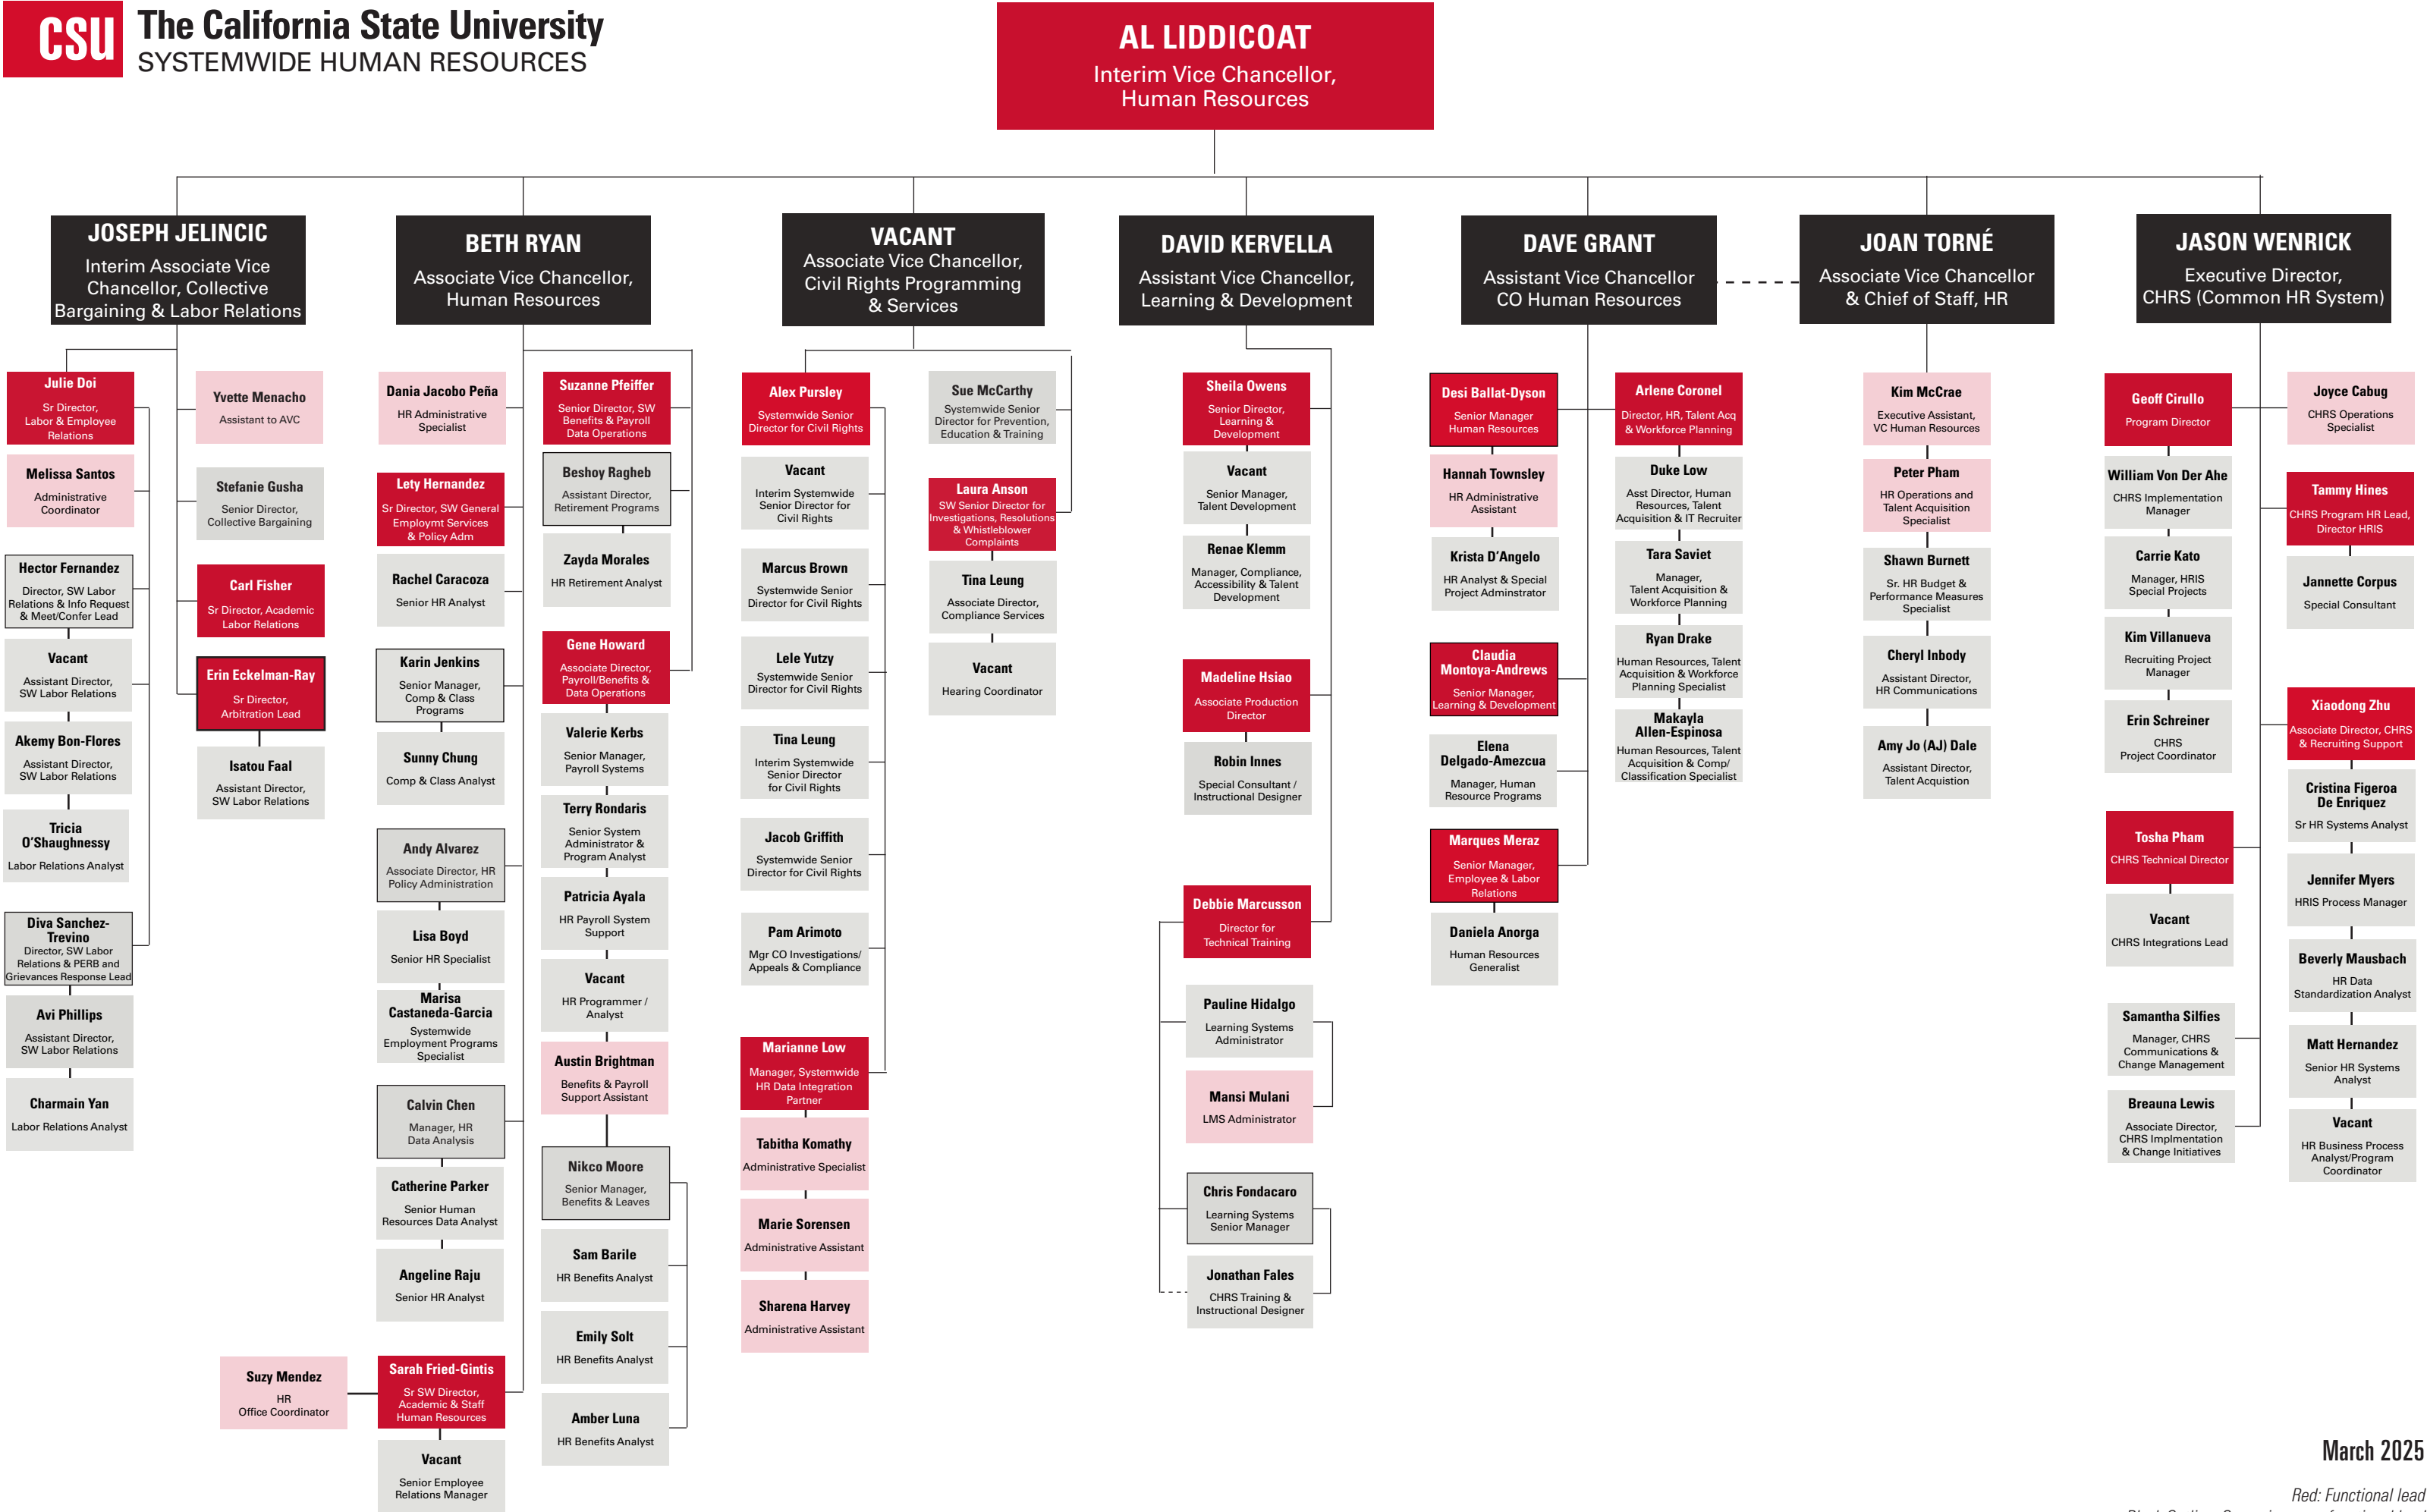 CSU
The California State University
SYSTEMWIDE HUMAN RESOURCES
AL LIDDICOAT
Interim Vice Chancellor,
Human Resources
JOSEPH JELINCIC
Interim Associate Vice
Chancellor, Collective
Bargaining & Labor Relations
BETH RYAN
Associate Vice Chancellor,
Human Resources
VACANT
Associate Vice Chancellor,
Civil Rights Programming
& Services
DAVID KERVELLA
Assistant Vice Chancellor,
Learning & Development
DAVE GRANT
Assistant Vice Chancellor
CO Human Resources
JOAN TORNÉ
Associate Vice Chancellor
& Chief of Staff, HR
JASON WENRICK
Executive Director,
CHRS (Common HR System)
Julie Doi
Sr Director,
Labor & Employee
Relations
Melissa Santos
Administrative
Coordinator
Hector Fernandez
Director, SW Labor
Relations & Info Request
& Meet/Confer Lead
Vacant
Assistant Director,
SW Labor Relations
Akemy Bon-Flores
Assistant Director,
SW Labor Relations
Tricia
O'Shaughnessy
Labor Relations Analyst
Diva Sanchez-
Trevino
Director, SW Labor
Relations & PERB and
Grievances Response Lead
Avi Phillips
Assistant Director,
SW Labor Relations
Charmain Yan
Labor Relations Analyst
Yvette Menacho
Assistant to AVC
Stefanie Gusha
Senior Director,
Collective Bargaining
Carl Fisher
Sr Director, Academic
Labor Relations
Erin Eckelman-Ray
Sr Director,
Arbitration Lead
Isatou Faal
Assistant Director,
SW Labor Relations
Dania Jacobo Peña
HR Administrative
Specialist
Lety Hernandez
Sr Director, SW General
Employmt Services
& Policy Adm
Rachel Caracoza
Senior HR Analyst
Karin Jenkins
Senior Manager,
Comp & Class
Programs
Sunny Chung
Comp & Class Analyst
Andy Alvarez
Associate Director, HR
Policy Administration
Lisa Boyd
Senior HR Specialist
Marisa
Castaneda-Garcia
Systemwide
Employment Programs
Specialist
Calvin Chen
Manager, HR
Data Analysis
Catherine Parker
Senior Human
Resources Data Analyst
Angeline Raju
Senior HR Analyst
Suzy Mendez
HR
Office Coordinator
Sarah Fried-Gintis
Sr SW Director,
Academic & Staff
Human Resources
Vacant
Senior Employee
Relations Manager
Suzanne Pfeiffer
Senior Director, SW
Benefits & Payroll
Data Operations
Beshoy Ragheb
Assistant Director,
Retirement Programs
Zayda Morales
HR Retirement Analyst
Gene Howard
Associate Director,
Payroll/Benefits &
Data Operations
Valerie Kerbs
Senior Manager,
Payroll Systems
Terry Rondaris
Senior System
Administrator &
Program Analyst
Patricia Ayala
HR Payroll System
Support
Vacant
HR Programmer /
Analyst
Austin Brightman
Benefits & Payroll
Support Assistant
Nikco Moore
Senior Manager,
Benefits & Leaves
Sam Barile
HR Benefits Analyst
Emily Solt
HR Benefits Analyst
Amber Luna
HR Benefits Analyst
Alex Pursley
Systemwide Senior
Director for Civil Rights
Vacant
Interim Systemwide
Senior Director for
Civil Rights
Marcus Brown
Systemwide Senior
Director for Civil Rights
Lele Yutzy
Systemwide Senior
Director for Civil Rights
Tina Leung
Interim Systemwide
Senior Director
for Civil Rights
Jacob Griffith
Systemwide Senior
Director for Civil Rights
Pam Arimoto
Mgr CO Investigations/
Appeals & Compliance
Marianne Low
Manager, Systemwide
HR Data Integration
Partner
Tabitha Komathy
Administrative Specialist
Marie Sorensen
Administrative Assistant
Sharena Harvey
Administrative Assistant
Sue McCarthy
Systemwide Senior
Director for Prevention,
Education & Training
Laura Anson
SW Senior Director for
Investigations, Resolutions
& Whistleblower
Complaints
Tina Leung
Associate Director,
Compliance Services
Vacant
Hearing Coordinator
Sheila Owens
Senior Director,
Learning &
Development
Vacant
Senior Manager,
Talent Development
Renae Klemm
Manager, Compliance,
Accessibility & Talent
Development
Madeline Hsiao
Associate Production
Director
Robin Innes
Special Consultant /
Instructional Designer
Debbie Marcusson
Director for
Technical Training
Pauline Hidalgo
Learning Systems
Administrator
Mansi Mulani
LMS Administrator
Chris Fondacaro
Learning Systems
Senior Manager
Jonathan Fales
CHRS Training &
Instructional Designer
Desi Ballat-Dyson
Senior Manager
Human Resources
Hannah Townsley
HR Administrative
Assistant
Krista D'Angelo
HR Analyst & Special
Project Adminstrator
Claudia
Montoya-Andrews
Senior Manager,
Learning & Development
Elena
Delgado-Amezcua
Manager, Human
Resource Programs
Marques Meraz
Senior Manager,
Employee & Labor
Relations
Daniela Anorga
Human Resources
Generalist
Arlene Coronel
Director, HR, Talent Acq
& Workforce Planning
Duke Low
Asst Director, Human
Resources, Talent
Acquisition & IT Recruiter
Tara Saviet
Manager,
Talent Acquisition &
Workforce Planning
Ryan Drake
Human Resources, Talent
Acquisition & Workforce
Planning Specialist
Makayla
Allen-Espinosa
Human Resources, Talent
Acquisition & Comp/
Classification Specialist
Kim McCrae
Executive Assistant,
VC Human Resources
Peter Pham
HR Operations and
Talent Acquisition
Specialist
Shawn Burnett
Sr. HR Budget &
Performance Measures
Specialist
Cheryl Inbody
Assistant Director,
HR Communications
Amy Jo (AJ) Dale
Assistant Director,
Talent Acquistion
Geoff Cirullo
Program Director
William Von Der Ahe
CHRS Implementation
Manager
Carrie Kato
Manager, HRIS
Special Projects
Kim Villanueva
Recruiting Project
Manager
Erin Schreiner
CHRS
Project Coordinator
Tosha Pham
CHRS Technical Director
Vacant
CHRS Integrations Lead
Samantha Silfies
Manager, CHRS
Communications &
Change Management
Breauna Lewis
Associate Director,
CHRS Implmentation
& Change Initiatives
Joyce Cabug
CHRS Operations
Specialist
Tammy Hines
CHRS Program HR Lead,
Director HRIS
Jannette Corpus
Special Consultant
Xiaodong Zhu
Associate Director, CHRS
& Recruiting Support
Cristina Figeroa
De Enriquez
Sr HR Systems Analyst
Jennifer Myers
HRIS Process Manager
Beverly Mausbach
HR Data
Standardization Analyst
Matt Hernandez
Senior HR Systems
Analyst
Vacant
HR Business Process
Analyst/Program
Coordinator
March 2025
Red: Functional lead